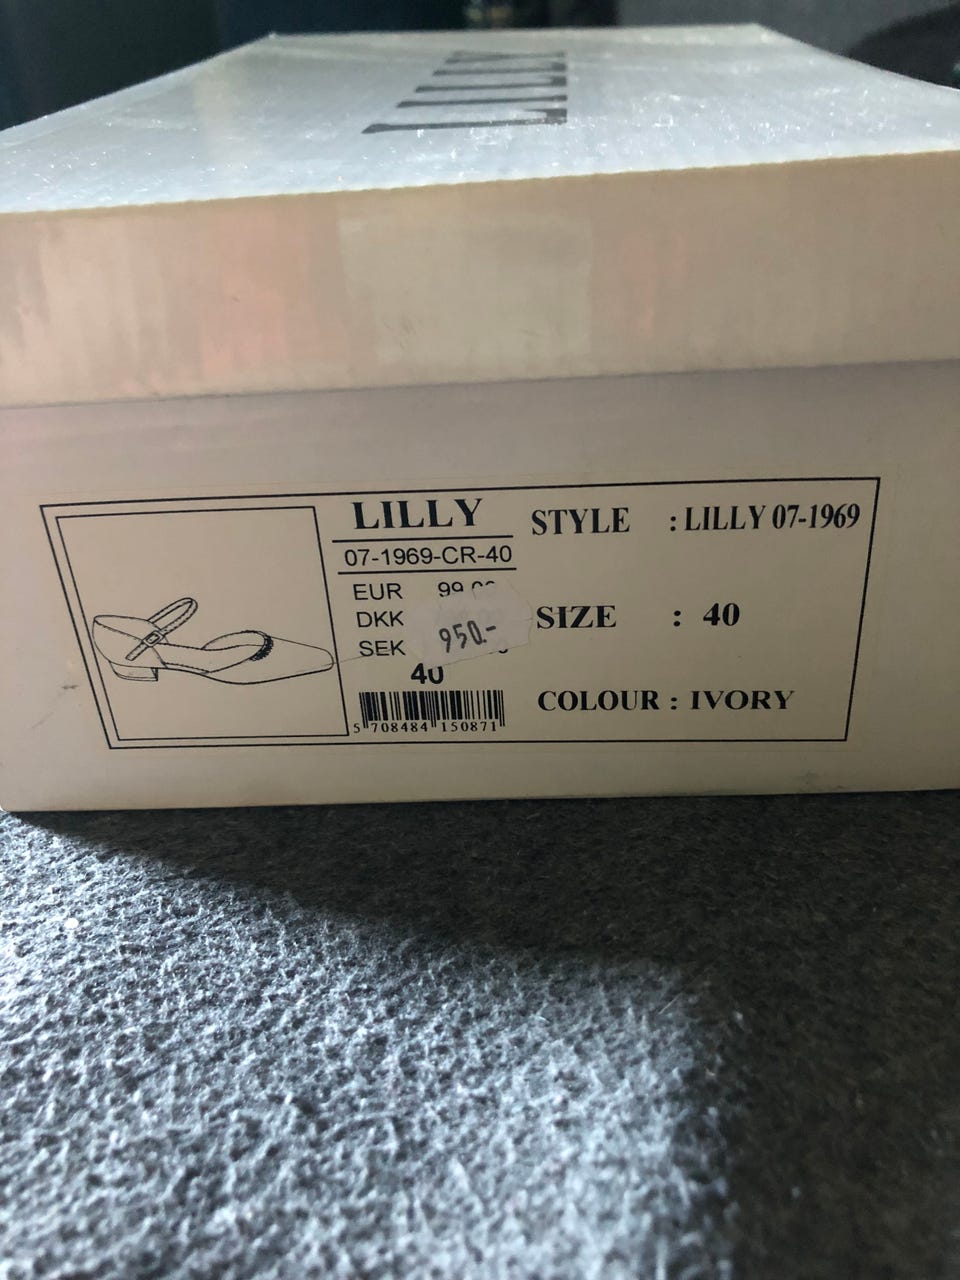 LILLY
LILLY
07-1969-CR-40
EUR
DKK
SEK
950.-
40
5 708484 150871
STYLE : LILLY 07-1969
SIZE : 40
COLOUR : IVORY